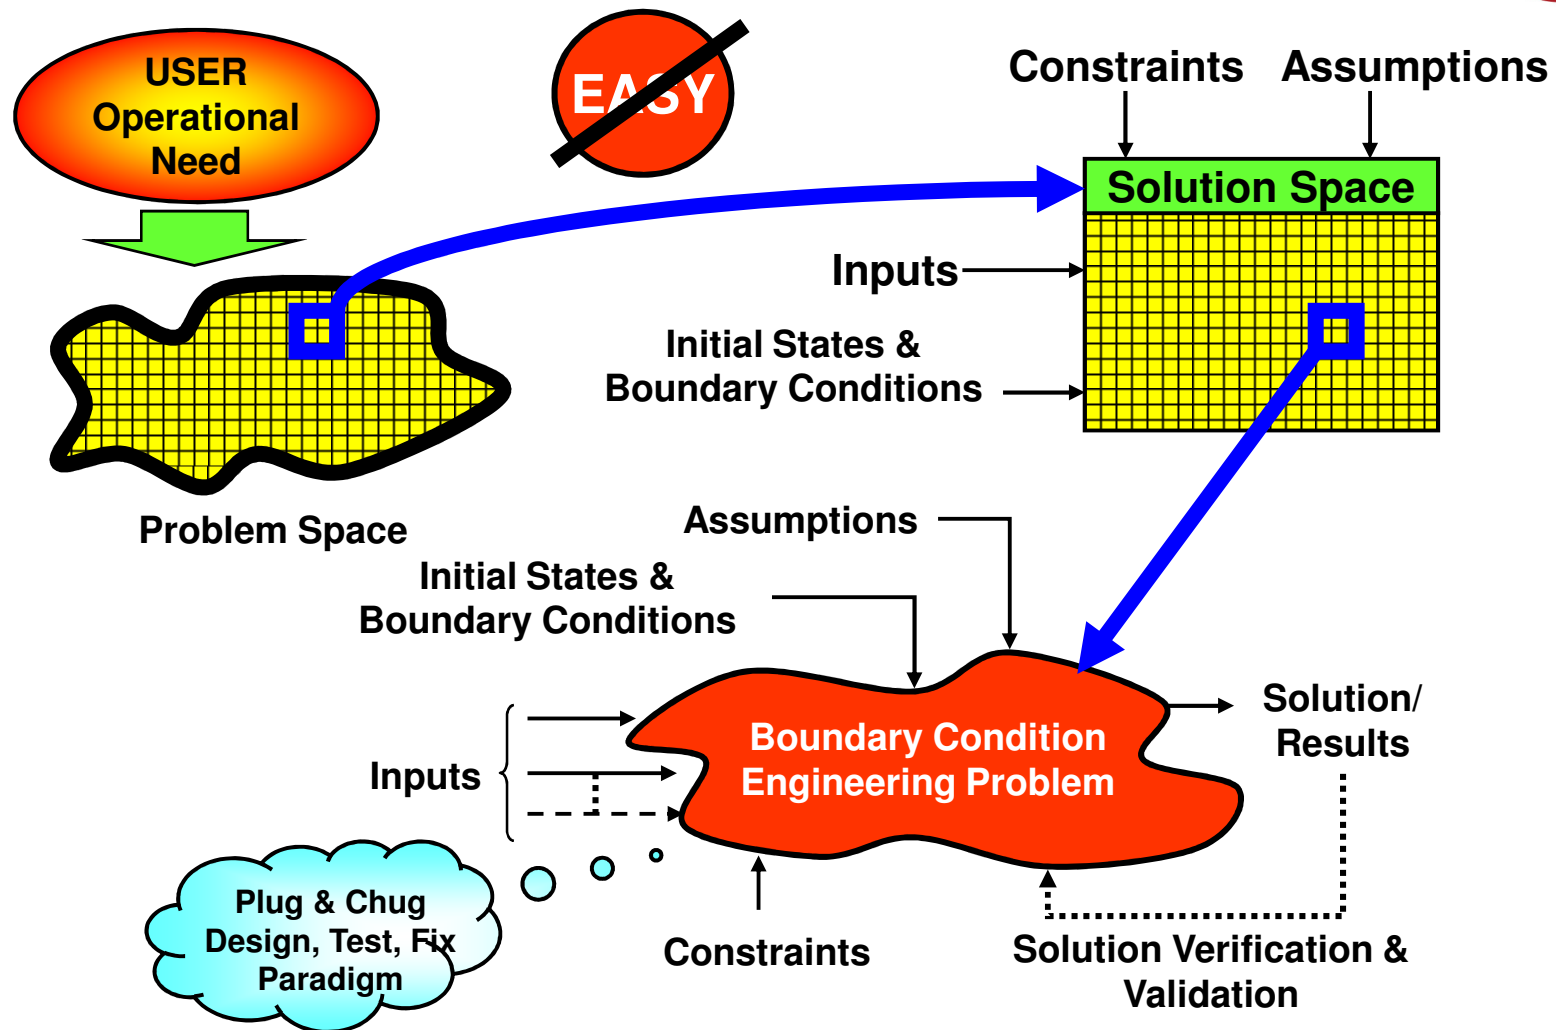 USER
Operational
Need
EASY
Constraints
Assumptions
Solution Space
Inputs
Initial States &
Boundary Conditions
Problem Space
Assumptions
Initial States &
Boundary Conditions
Inputs
Boundary Condition
Engineering Problem
Solution/
Results
Plug & Chug
Design, Test, Fix
Paradigm
Constraints
Solution Verification &
Validation